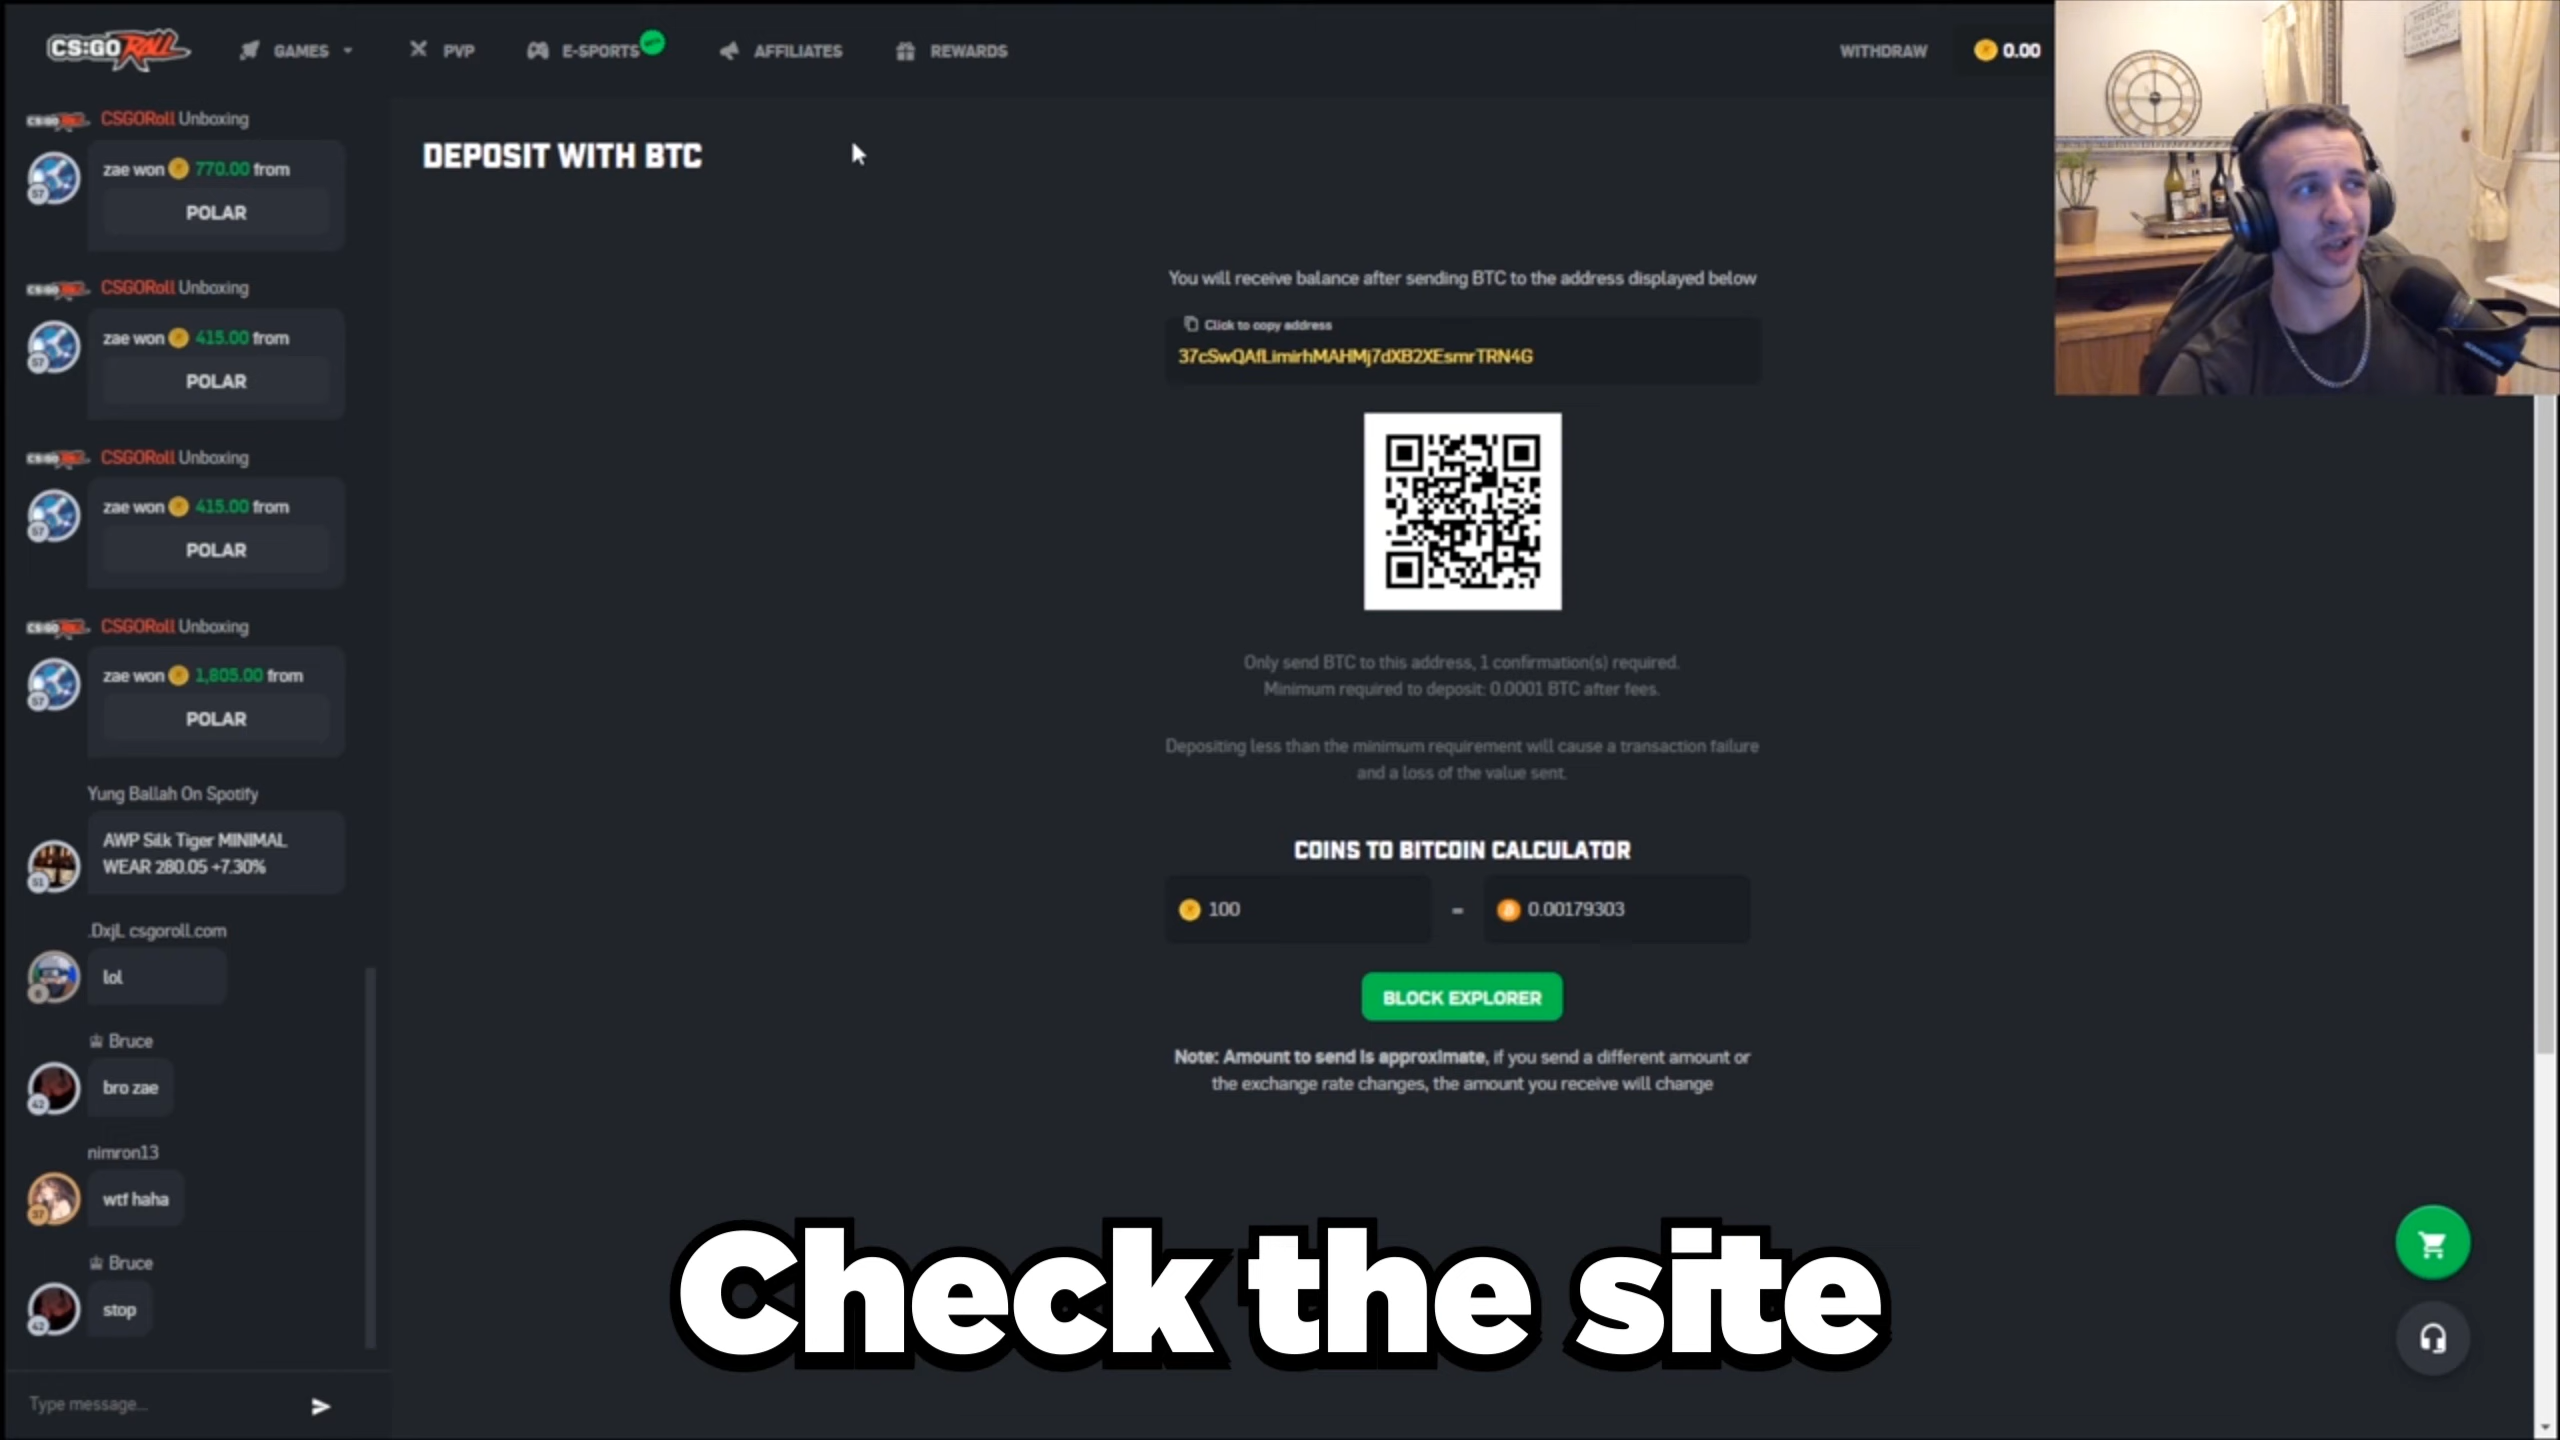 CS:GO ROLL
GAMES
PVP
E-SPORTS
AFFILIATES
REWARDS
WITHDRAW
0.00
CSGORoll Unboxing
zae won 770.00 from
POLAR
CSGORoll Unboxing
zae won 415.00 from
POLAR
CSGORoll Unboxing
zae won 415.00 from
POLAR
CSGORoll Unboxing
zae won 1,805.00 from
POLAR
Yung Ballah On Spotify
AWP Silk Tiger MINIMAL
WEAR 280.05 +7.30%
.DxjL csgoroll.com
lol
Bruce
bro zae
nimron13
wtf haha
Bruce
stop
Type message...
DEPOSIT WITH BTC
You will receive balance after sending BTC to the address displayed below
Click to copy address
37cSwQAfLimirhMAHMj7dXB2XEsmrTRN4G
Only send BTC to this address, 1 confirmation(s) required.
Minimum required to deposit: 0.0001 BTC after fees.
Depositing less than the minimum requirement will cause a transaction failure
and a loss of the value sent.
COINS TO BITCOIN CALCULATOR
100 = 0.00179303
BLOCK EXPLORER
Note: Amount to send is approximate, if you send a different amount or
the exchange rate changes, the amount you receive will change
Check the site